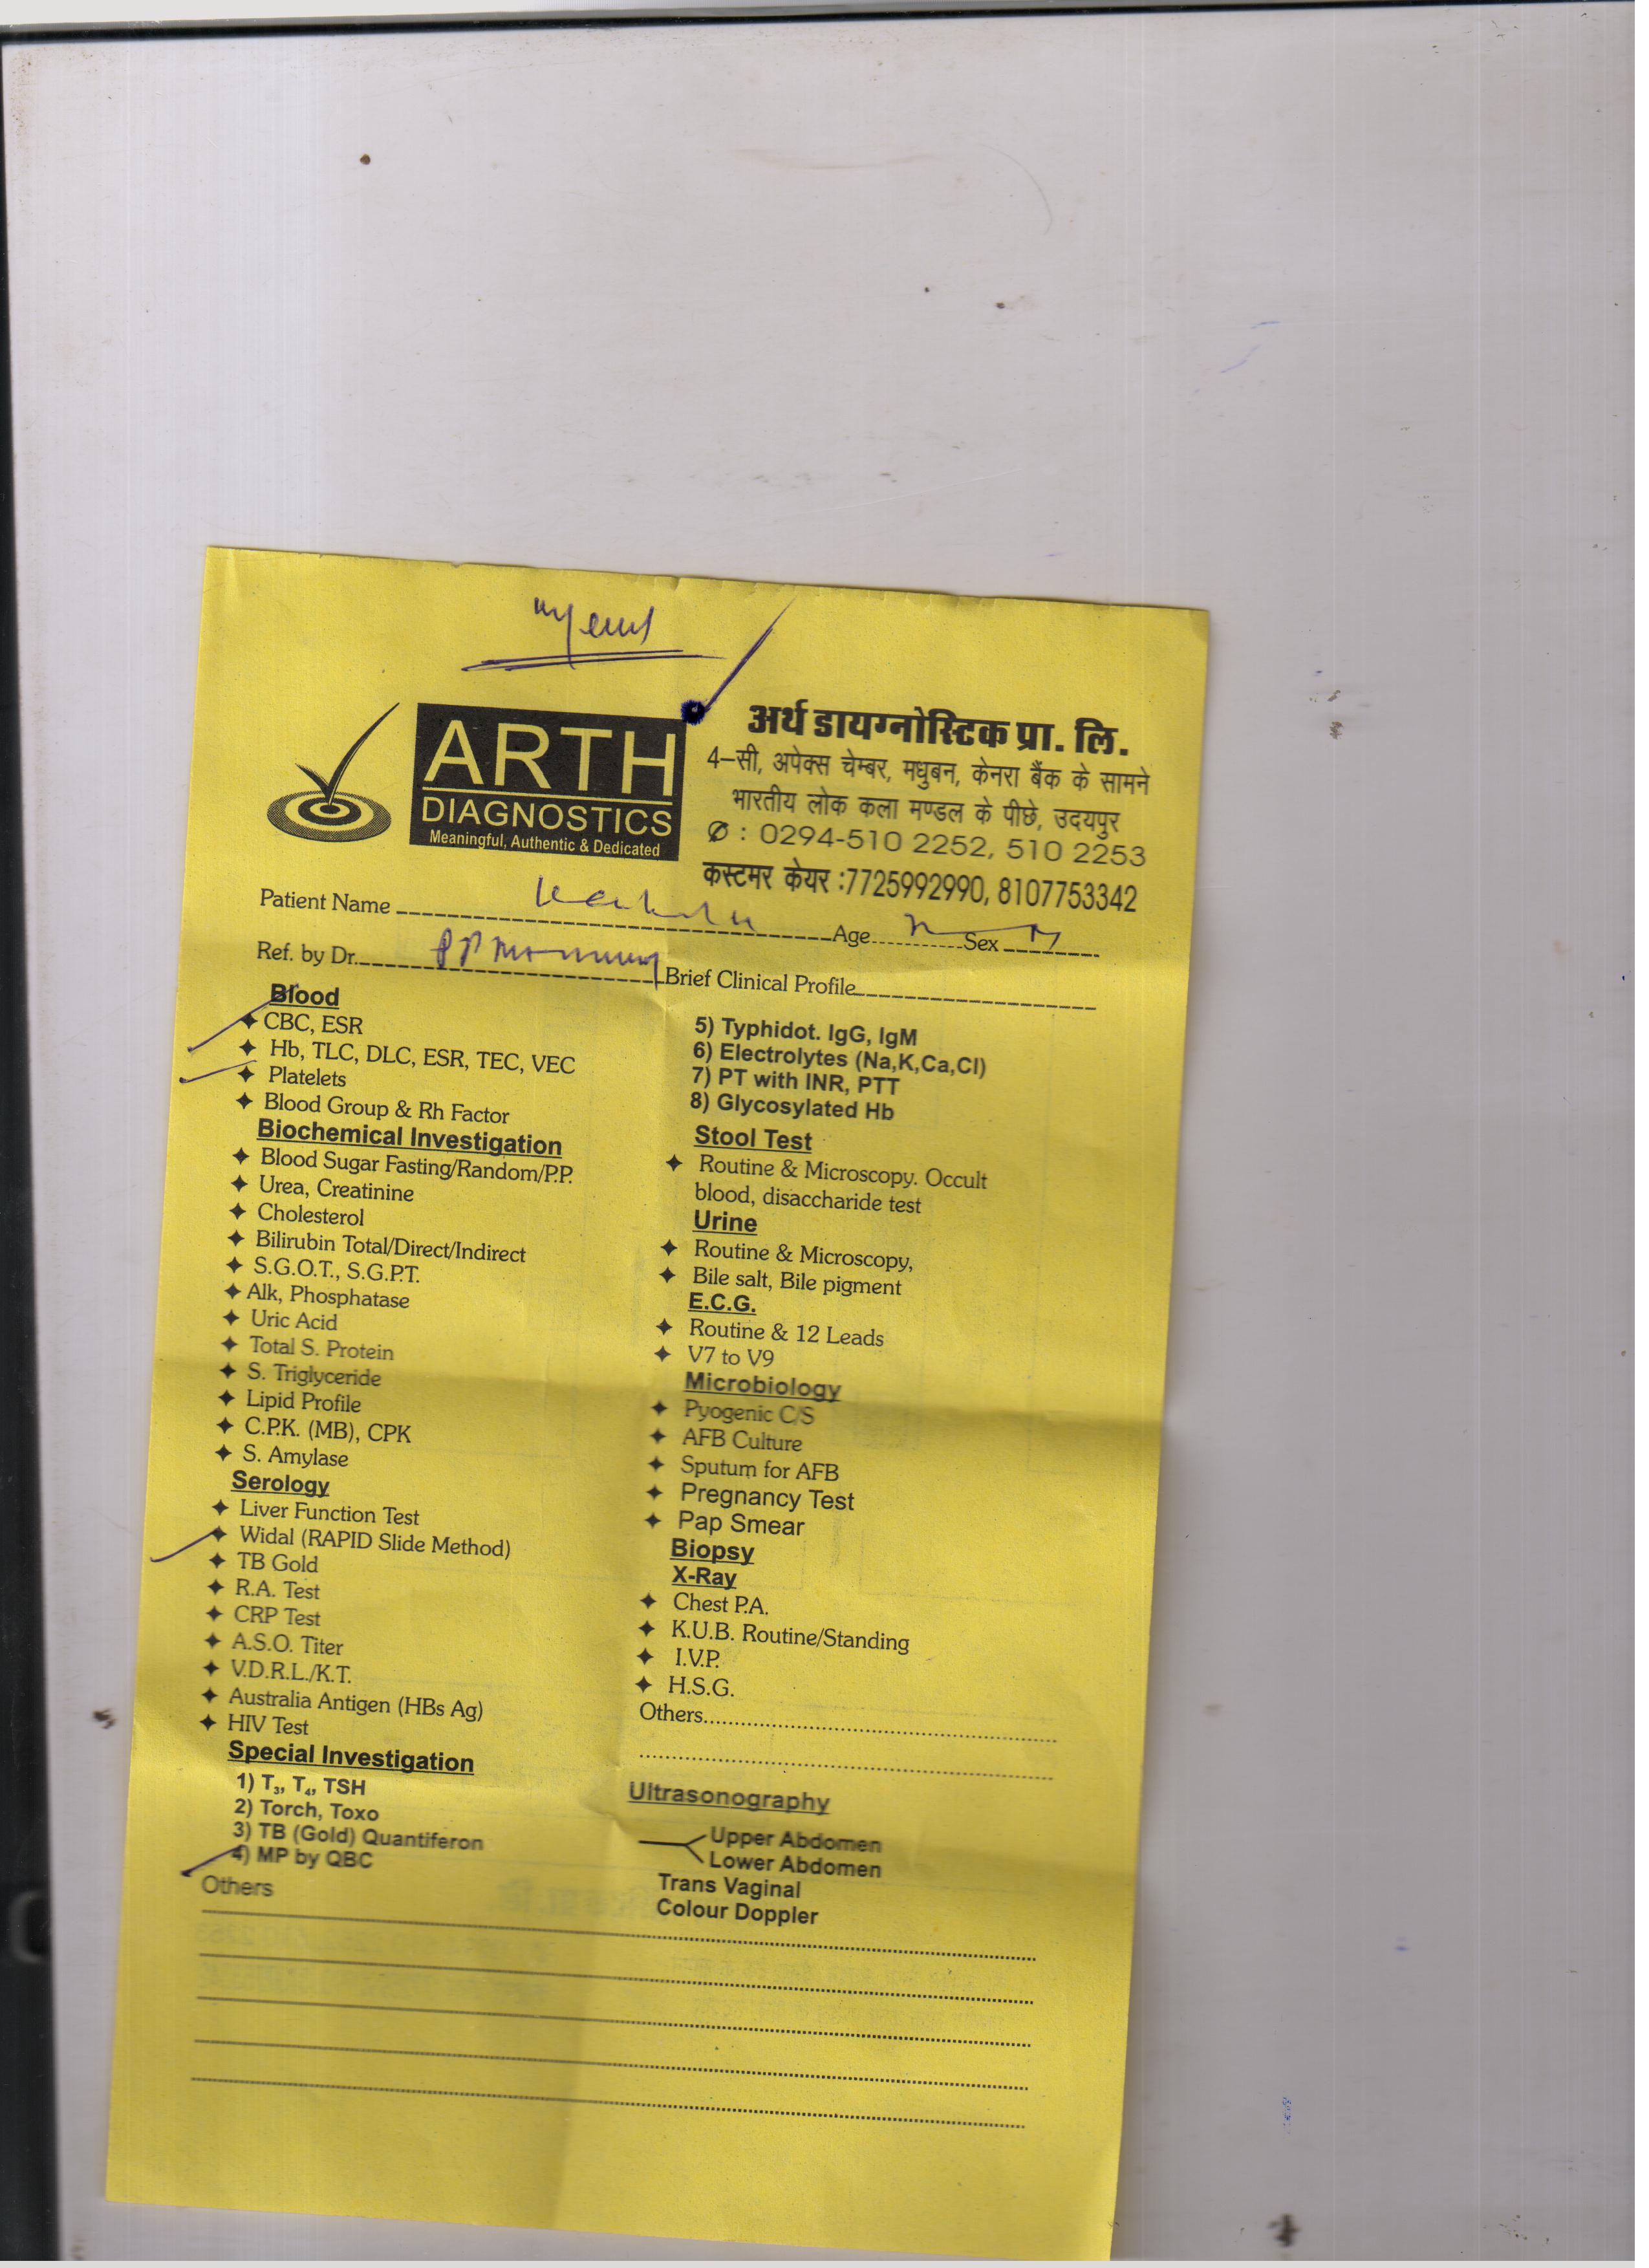 ARTH
DIAGNOSTICS
Meaningful, Authentic & Dedicated
अर्थ डायग्नोस्टिक प्रा. लि.
4-सी, अपेक्स चेम्बर, मधुबन, केनरा बैंक के सामने
भारतीय लोक कला मण्डल के पीछे, उदयपुर
✆ : 0294-510 2252, 510 2253
कस्टमर केयर :7725992990, 8107753342
Patient Name Age Sex M
Ref. by Dr. Brief Clinical Profile
Blood
CBC, ESR
Hb, TLC, DLC, ESR, TEC, VEC
Platelets
Blood Group & Rh Factor
Biochemical Investigation
Blood Sugar Fasting/Random/P.P.
Urea, Creatinine
Cholesterol
Bilirubin Total/Direct/Indirect
S.G.O.T., S.G.P.T.
Alk, Phosphatase
Uric Acid
Total S. Protein
S. Triglyceride
Lipid Profile
C.P.K. (MB), CPK
S. Amylase
Serology
Liver Function Test
Widal (RAPID Slide Method)
TB Gold
R.A. Test
CRP Test
A.S.O. Titer
V.D.R.L./K.T.
Australia Antigen (HBs Ag)
HIV Test
Special Investigation
1) T₃, T₄, TSH
2) Torch, Toxo
3) TB (Gold) Quantiferon
4) MP by QBC
Others
5) Typhidot. IgG, IgM
6) Electrolytes (Na,K,Ca,Cl)
7) PT with INR, PTT
8) Glycosylated Hb
Stool Test
Routine & Microscopy. Occult
blood, disaccharide test
Urine
Routine & Microscopy,
Bile salt, Bile pigment
E.C.G.
Routine & 12 Leads
V7 to V9
Microbiology
Pyogenic C/S
AFB Culture
Sputum for AFB
Pregnancy Test
Pap Smear
Biopsy
X-Ray
Chest P.A.
K.U.B. Routine/Standing
I.V.P.
H.S.G.
Others
Ultrasonography
Upper Abdomen
Lower Abdomen
Trans Vaginal
Colour Doppler